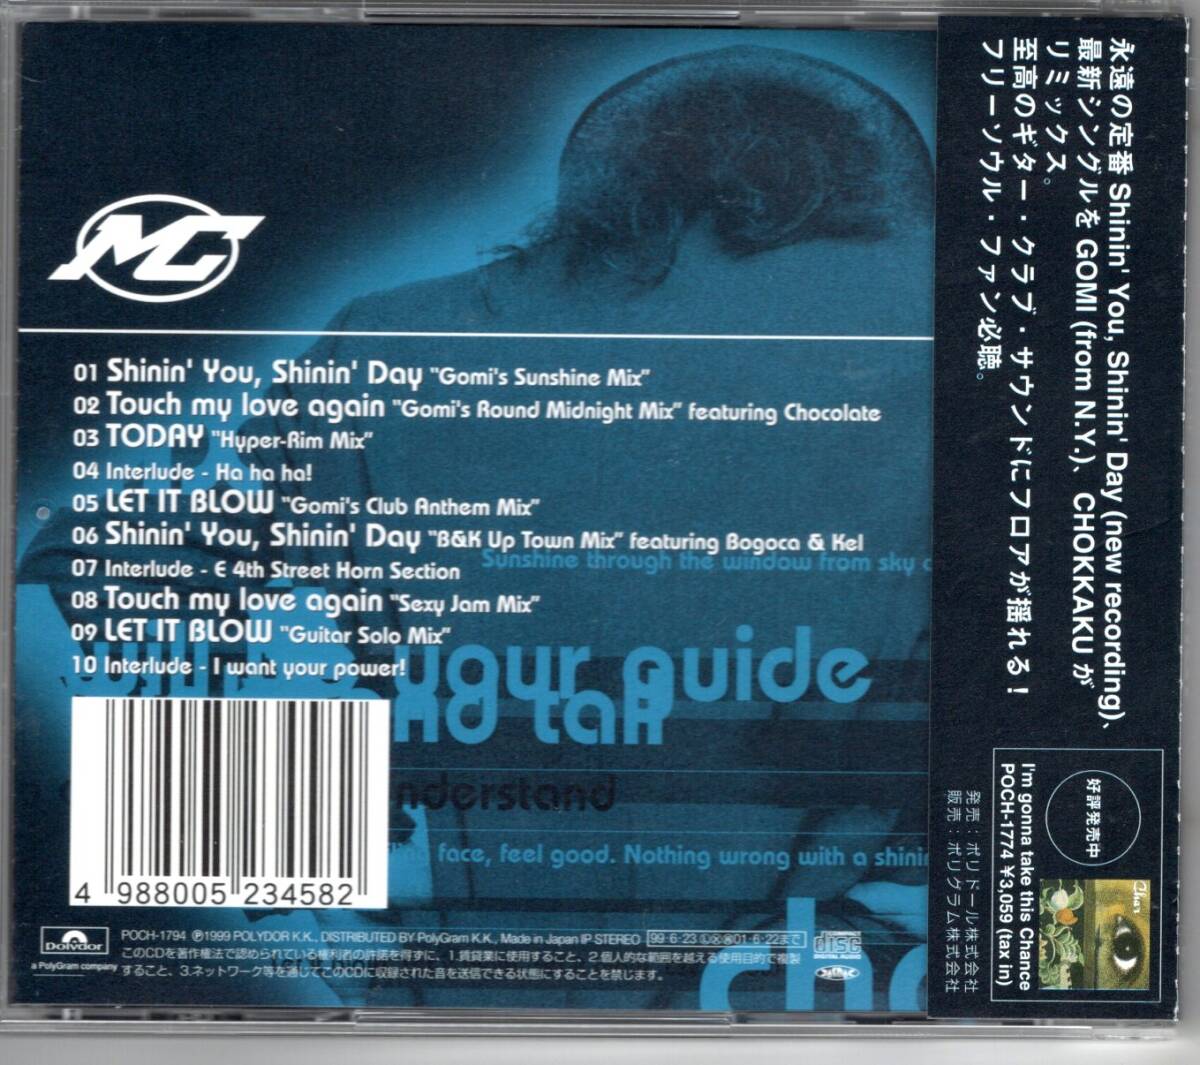 MG
01 Shinin' You, Shinin' Day "Gomi's Sunshine Mix"
02 Touch my love again "Gomi's Round Midnight Mix" featuring Chocolate
03 TODAY "Hyper-Rim Mix"
04 Interlude - Ha ha ha!
05 LET IT BLOW "Gomi's Club Anthem Mix"
06 Shinin' You, Shinin' Day "B&K Up Town Mix" featuring Bogoca & Kel
Sunshine through the window from sky
07 Interlude - E 4th Street Horn Section
08 Touch my love again "Sexy Jam Mix"
09 LET IT BLOW "Guitar Solo Mix"
10 Interlude - I want your power!
your guide
nderstand
face, feel good. Nothing wrong with a shinin
4 988005 234582
Polydor
a PolyGram company
POCH-1794 ℗1999 POLYDOR K.K., DISTRIBUTED BY PolyGram K.K., Made in Japan IP STEREO 99・6・23 Ⓛ Ⓧ Ⓧ 01・6・22まで
このCDを著作権法で認められている権利者の許諾を得ずに、1.賃貸業に使用すること、2.個人的な範囲を越える使用目的で複製
すること、3.ネットワーク等を通じてこのCDに収録された音を送信できる状態にすることを禁じます。
COMPACT
disc
DIGITAL AUDIO
cha
永遠の定番 Shinin' You, Shinin' Day (new recording)、
最新シングルを GOMI (from N.Y.)、CHOKKAKU が
リミックス。
至高のギター・クラブ・サウンドにフロアが揺れる!
フリーソウル・ファン必聴。
好評発売中
Char
I'm gonna take this Chance
POCH-1774 ¥3,059 (tax in)
発売：ポリドール株式会社
販売：ポリグラム株式会社